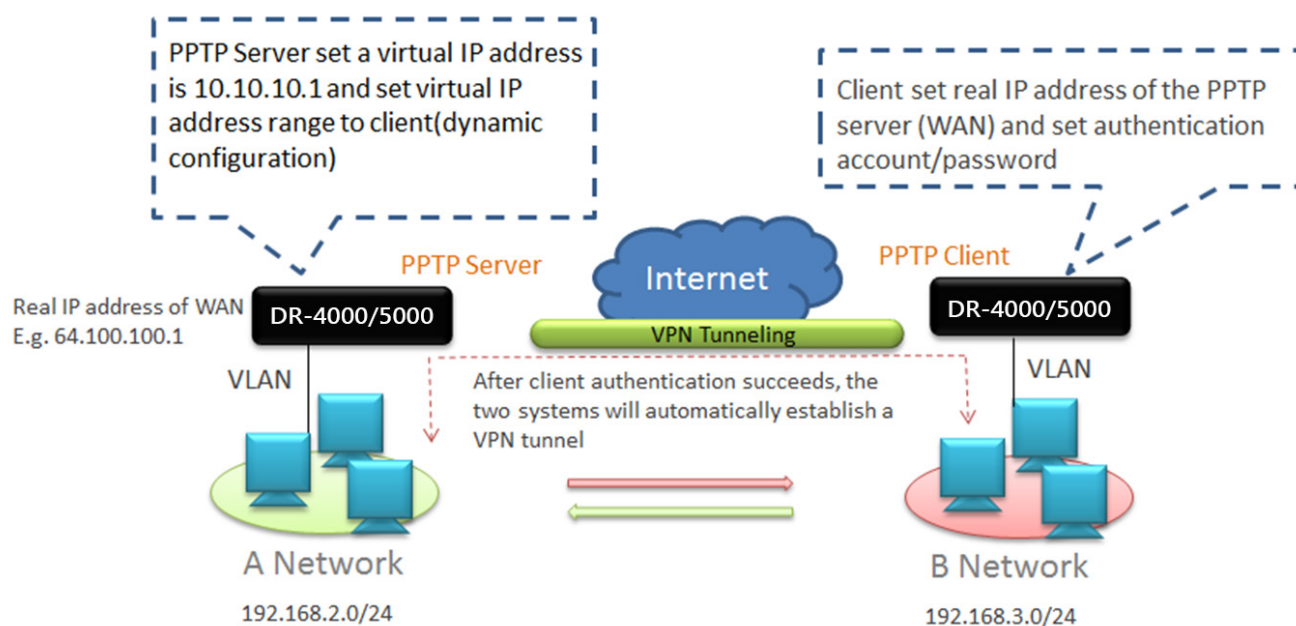 PPTP Server set a virtual IP address
is 10.10.10.1 and set virtual IP
address range to client(dynamic
configuration)
Client set real IP address of the PPTP
server (WAN) and set authentication
account/password
PPTP Server
Internet
PPTP Client
Real IP address of WAN
E.g. 64.100.100.1
DR-4000/5000
DR-4000/5000
VPN Tunneling
VLAN
VLAN
After client authentication succeeds, the
two systems will automatically establish a
VPN tunnel
A Network
192.168.2.0/24
B Network
192.168.3.0/24